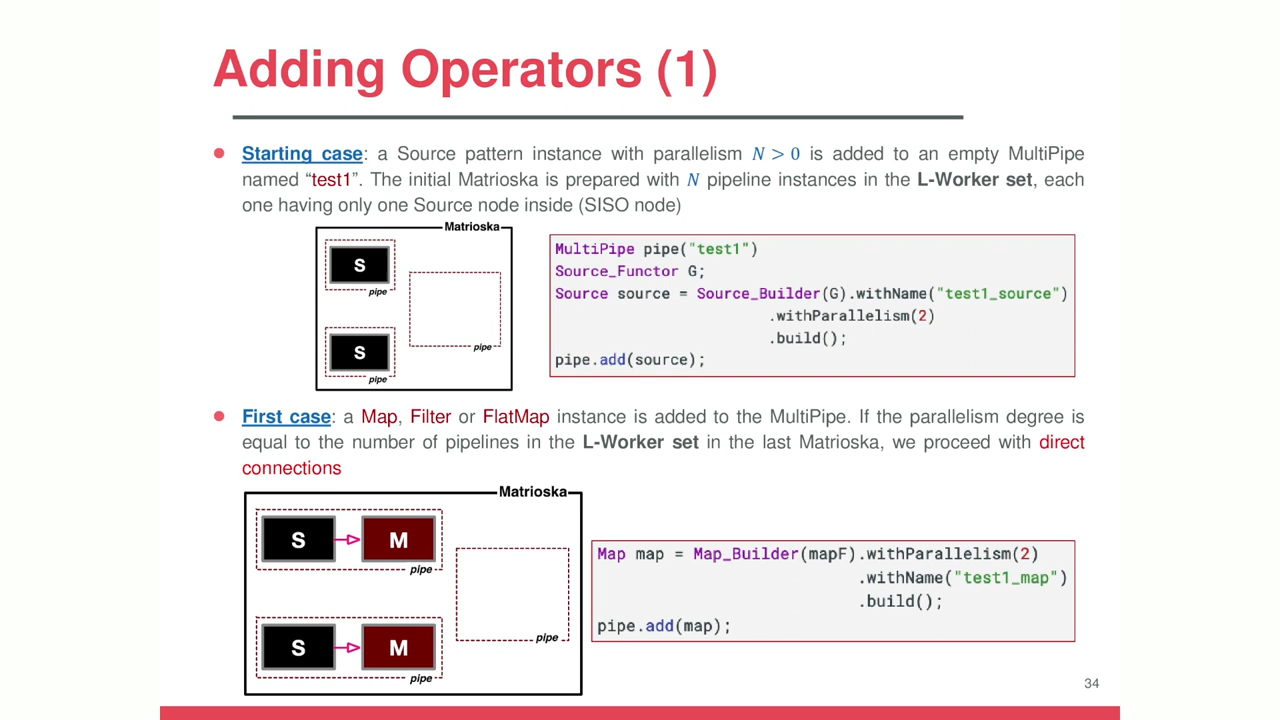 Adding Operators (1)
Starting case: a Source pattern instance with parallelism N > 0 is added to an empty MultiPipe
named “test1”. The initial Matrioska is prepared with N pipeline instances in the L-Worker set, each
one having only one Source node inside (SISO node)
Matrioska
S
pipe
pipe
S
pipe
MultiPipe pipe("test1")
Source_Functor G;
Source source = Source_Builder(G).withName("test1_source")
.withParallelism(2)
.build();
pipe.add(source);
First case: a Map, Filter or FlatMap instance is added to the MultiPipe. If the parallelism degree is
equal to the number of pipelines in the L-Worker set in the last Matrioska, we proceed with direct
connections
Matrioska
S M
pipe
pipe
S M
pipe
Map map = Map_Builder(mapF).withParallelism(2)
.withName("test1_map")
.build();
pipe.add(map);
34